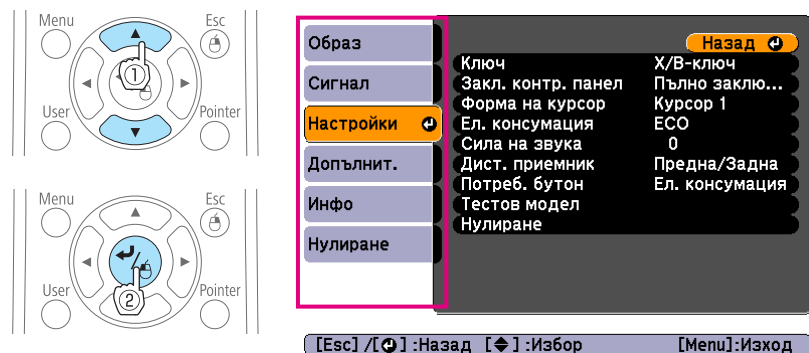 Menu
Esc
①
User
Pointer
Menu
Esc
②
User
Pointer
Образ
Сигнал
Настройки
Допълнит.
Инфо
Нулиране
Назад
Ключ Х/В-ключ
Закл. контр. панел Пълно заклю...
Форма на курсор Курсор 1
Ел. консумация ECO
Сила на звука 0
Дист. приемник Предна/Задна
Потреб. бутон Ел. консумация
Тестов модел
Нулиране
[Esc] /[ ] :Назад [ ] :Избор [Menu]:Изход